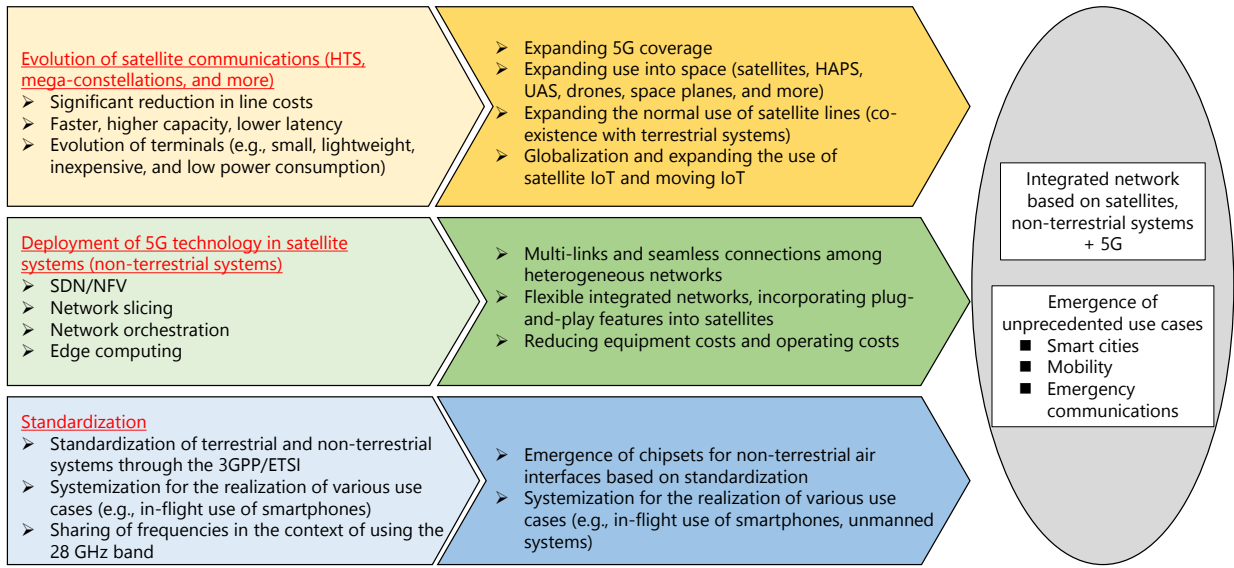 Evolution of satellite communications (HTS,
mega-constellations, and more)
➢ Significant reduction in line costs
➢ Faster, higher capacity, lower latency
➢ Evolution of terminals (e.g., small, lightweight,
inexpensive, and low power consumption)
➢ Expanding 5G coverage
➢ Expanding use into space (satellites, HAPS,
UAS, drones, space planes, and more)
➢ Expanding the normal use of satellite lines (co-
existence with terrestrial systems)
➢ Globalization and expanding the use of
satellite IoT and moving IoT
Deployment of 5G technology in satellite
systems (non-terrestrial systems)
➢ SDN/NFV
➢ Network slicing
➢ Network orchestration
➢ Edge computing
➢ Multi-links and seamless connections among
heterogeneous networks
➢ Flexible integrated networks, incorporating plug-
and-play features into satellites
➢ Reducing equipment costs and operating costs
Standardization
➢ Standardization of terrestrial and non-terrestrial
systems through the 3GPP/ETSI
➢ Systemization for the realization of various use
cases (e.g., in-flight use of smartphones)
➢ Sharing of frequencies in the context of using the
28 GHz band
➢ Emergence of chipsets for non-terrestrial air
interfaces based on standardization
➢ Systemization for the realization of various use
cases (e.g., in-flight use of smartphones, unmanned
systems)
Integrated network
based on satellites,
non-terrestrial systems
+ 5G
Emergence of
unprecedented use cases
■ Smart cities
■ Mobility
■ Emergency
communications